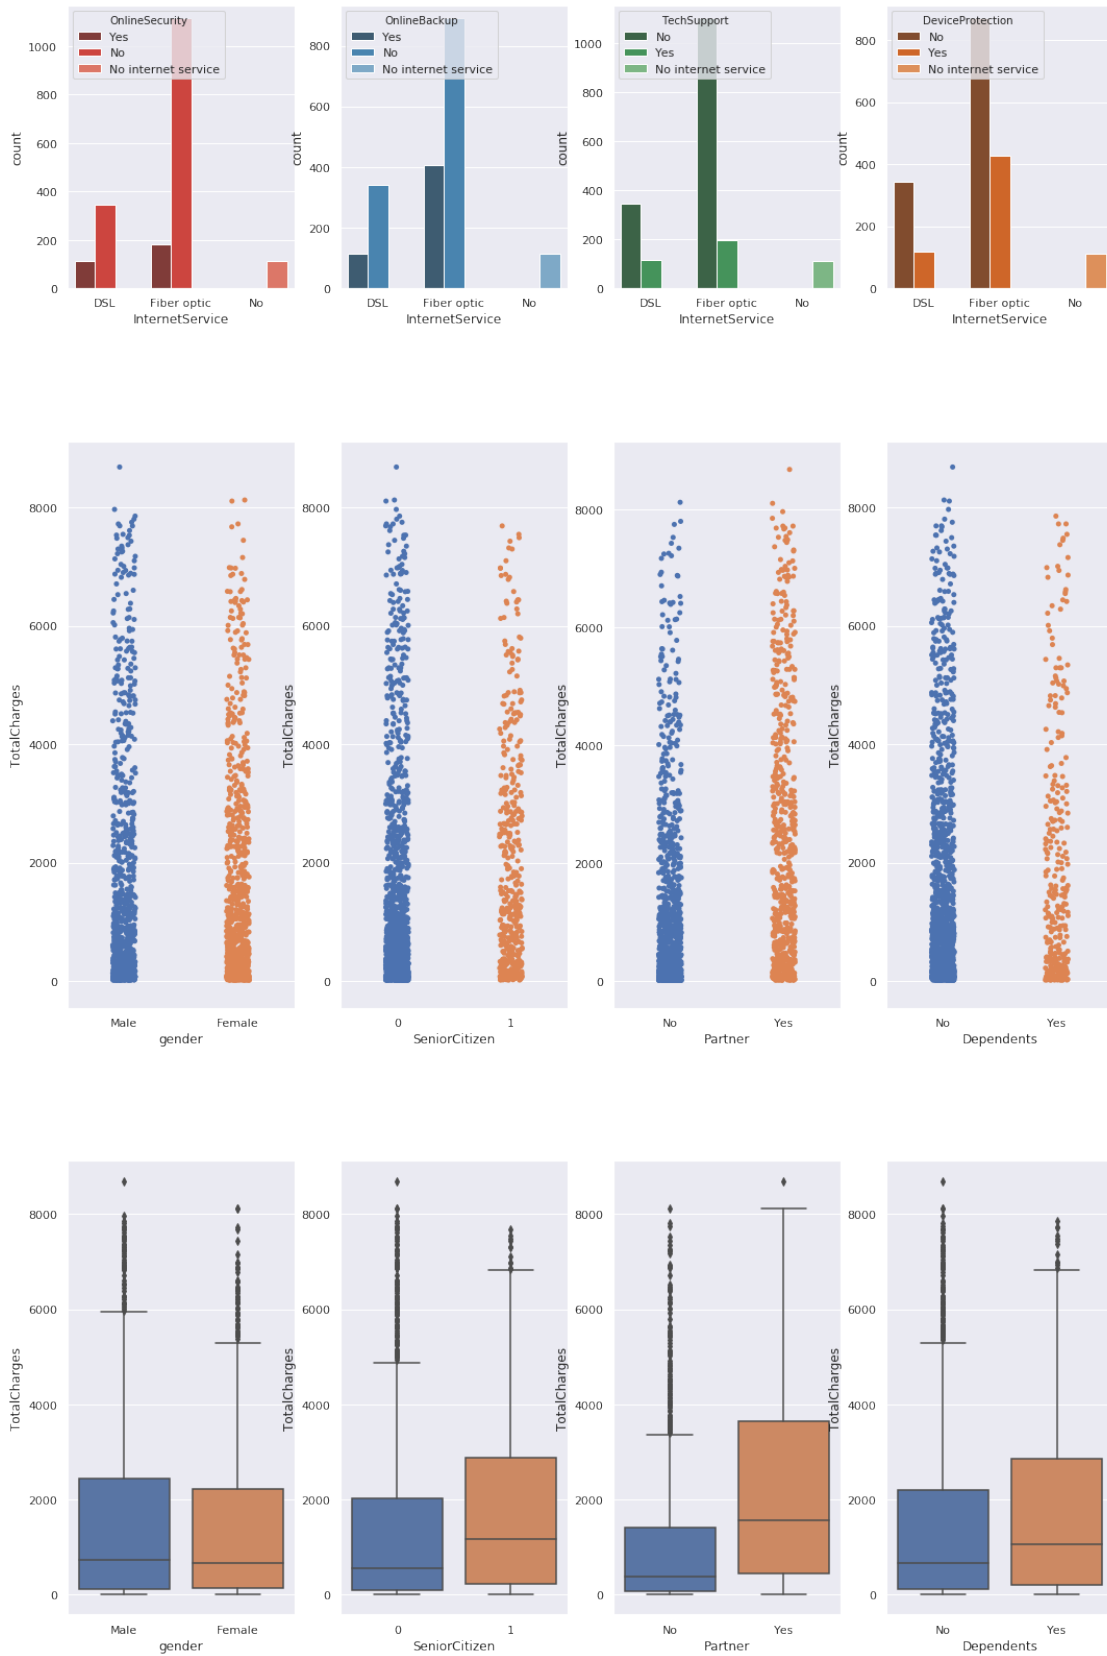 OnlineSecurity
Yes
No
No internet service
1000
800
600
400
200
0
count
DSL Fiber optic No
InternetService
OnlineBackup
Yes
No
No internet service
800
600
400
200
0
count
DSL Fiber optic No
InternetService
TechSupport
No
Yes
No internet service
1000
800
600
400
200
0
count
DSL Fiber optic No
InternetService
DeviceProtection
No
Yes
No internet service
800
600
400
200
0
count
DSL Fiber optic No
InternetService
8000
6000
4000
2000
0
TotalCharges
Male Female
gender
8000
6000
4000
2000
0
TotalCharges
0 1
SeniorCitizen
8000
6000
4000
2000
0
TotalCharges
No Yes
Partner
8000
6000
4000
2000
0
TotalCharges
No Yes
Dependents
8000
6000
4000
2000
0
TotalCharges
Male Female
gender
8000
6000
4000
2000
0
TotalCharges
0 1
SeniorCitizen
8000
6000
4000
2000
0
TotalCharges
No Yes
Partner
8000
6000
4000
2000
0
TotalCharges
No Yes
Dependents